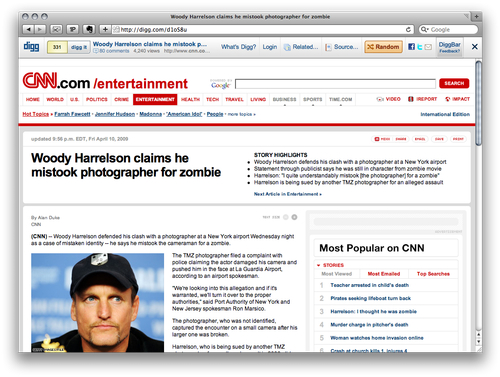 Woody Harrelson claims he mistook photographer for zombie
http://digg.com/d1o58u
Google
digg 331 digg it Woody Harrelson claims he mistook p... What's Digg? Login Related... Source... Random DiggBar
80 comments 4,240 views http://www.cnn.co... Feedback?
CNN.com /entertainment
POWERED BY Google SEARCH
HOME WORLD U.S. POLITICS CRIME ENTERTAINMENT HEALTH TECH TRAVEL LIVING BUSINESS SPORTS TIME.COM VIDEO IREPORT IMPACT
Hot Topics » Farrah Fawcett • Jennifer Hudson • Madonna • 'American Idol' • People • more topics » International Edition
updated 9:56 p.m. EDT, Fri April 10, 2009
EMAIL SAVE PRINT
Woody Harrelson claims he
mistook photographer for zombie
STORY HIGHLIGHTS
Woody Harrelson defends his clash with a photographer at New York airport
Statement through publicist says he was still in character from zombie movie
Harrelson: "I quite understandably mistook [the photographer] for a zombie"
Harrelson is being sued by another TMZ photographer for an alleged assault
Next Article in Entertainment »
By Alan Duke
CNN
TEXT SIZE
(CNN) -- Woody Harrelson defended his clash with a photographer at a New York airport Wednesday night
as a case of mistaken identity -- he says he mistook the cameraman for a zombie.
The TMZ photographer filed a complaint with
police claiming the actor damaged his camera and
pushed him in the face at La Guardia Airport,
according to an airport spokesman.
"We're looking into this allegation and if it's
warranted, we'll turn it over to the proper
authorities," said Port Authority of New York and
New Jersey spokesman Ron Marsico.
The photographer, who was not identified,
captured the encounter on a small camera after his
larger one was broken.
Harrelson, who is being sued by another TMZ
Most Popular on CNN
STORIES
Most Viewed Most Emailed Top Searches
1 Teacher arrested in child's death
2 Pirates seeking lifeboat turn back
3 Harrelson: I thought he was zombie
4 Murder charge in pitcher's death
5 Woman watches home invasion online
6 Crash at church kills 1, injures 4